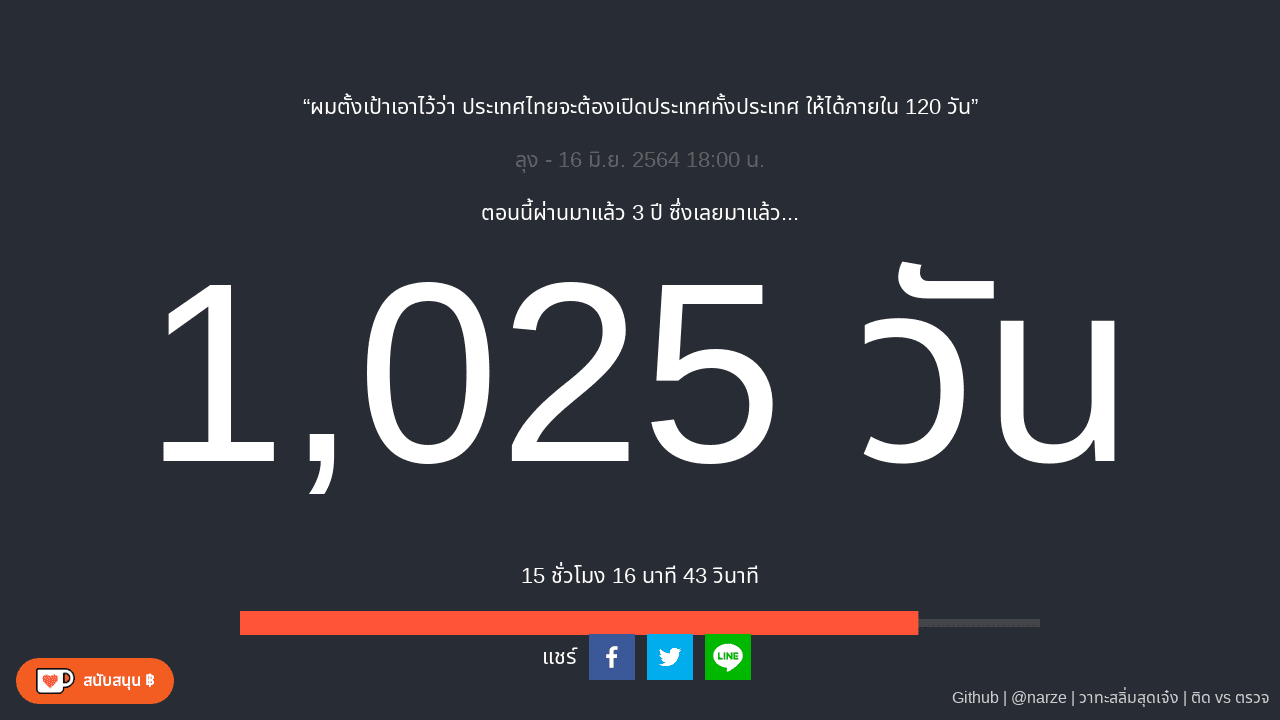 “ผมตั้งเป้าเอาไว้ว่า ประเทศไทยจะต้องเปิดประเทศทั้งประเทศ ให้ได้ภายใน 120 วัน”
ลุง - 16 มิ.ย. 2564 18:00 น.
ตอนนี้ผ่านมาแล้ว 3 ปี ซึ่งเลยมาแล้ว...
1,025 วัน
15 ชั่วโมง 16 นาที 43 วินาที
แชร์
LINE
สนับสนุน ฿
Github | @narze | วาทะสลิ่มสุดเจ๋ง | ติด vs ตรวจ